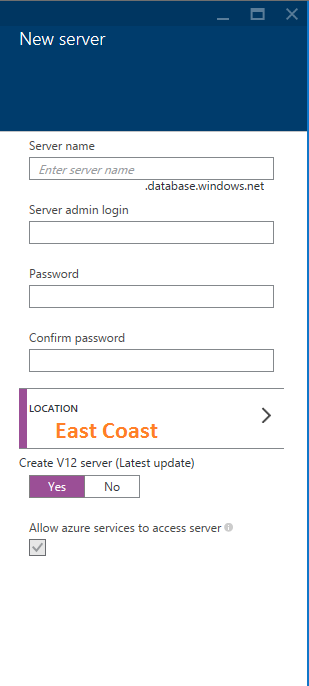 New server
Server name
Enter server name
.database.windows.net
Server admin login
Password
Confirm password
LOCATION
East Coast
Create V12 server (Latest update)
Yes No
Allow azure services to access server